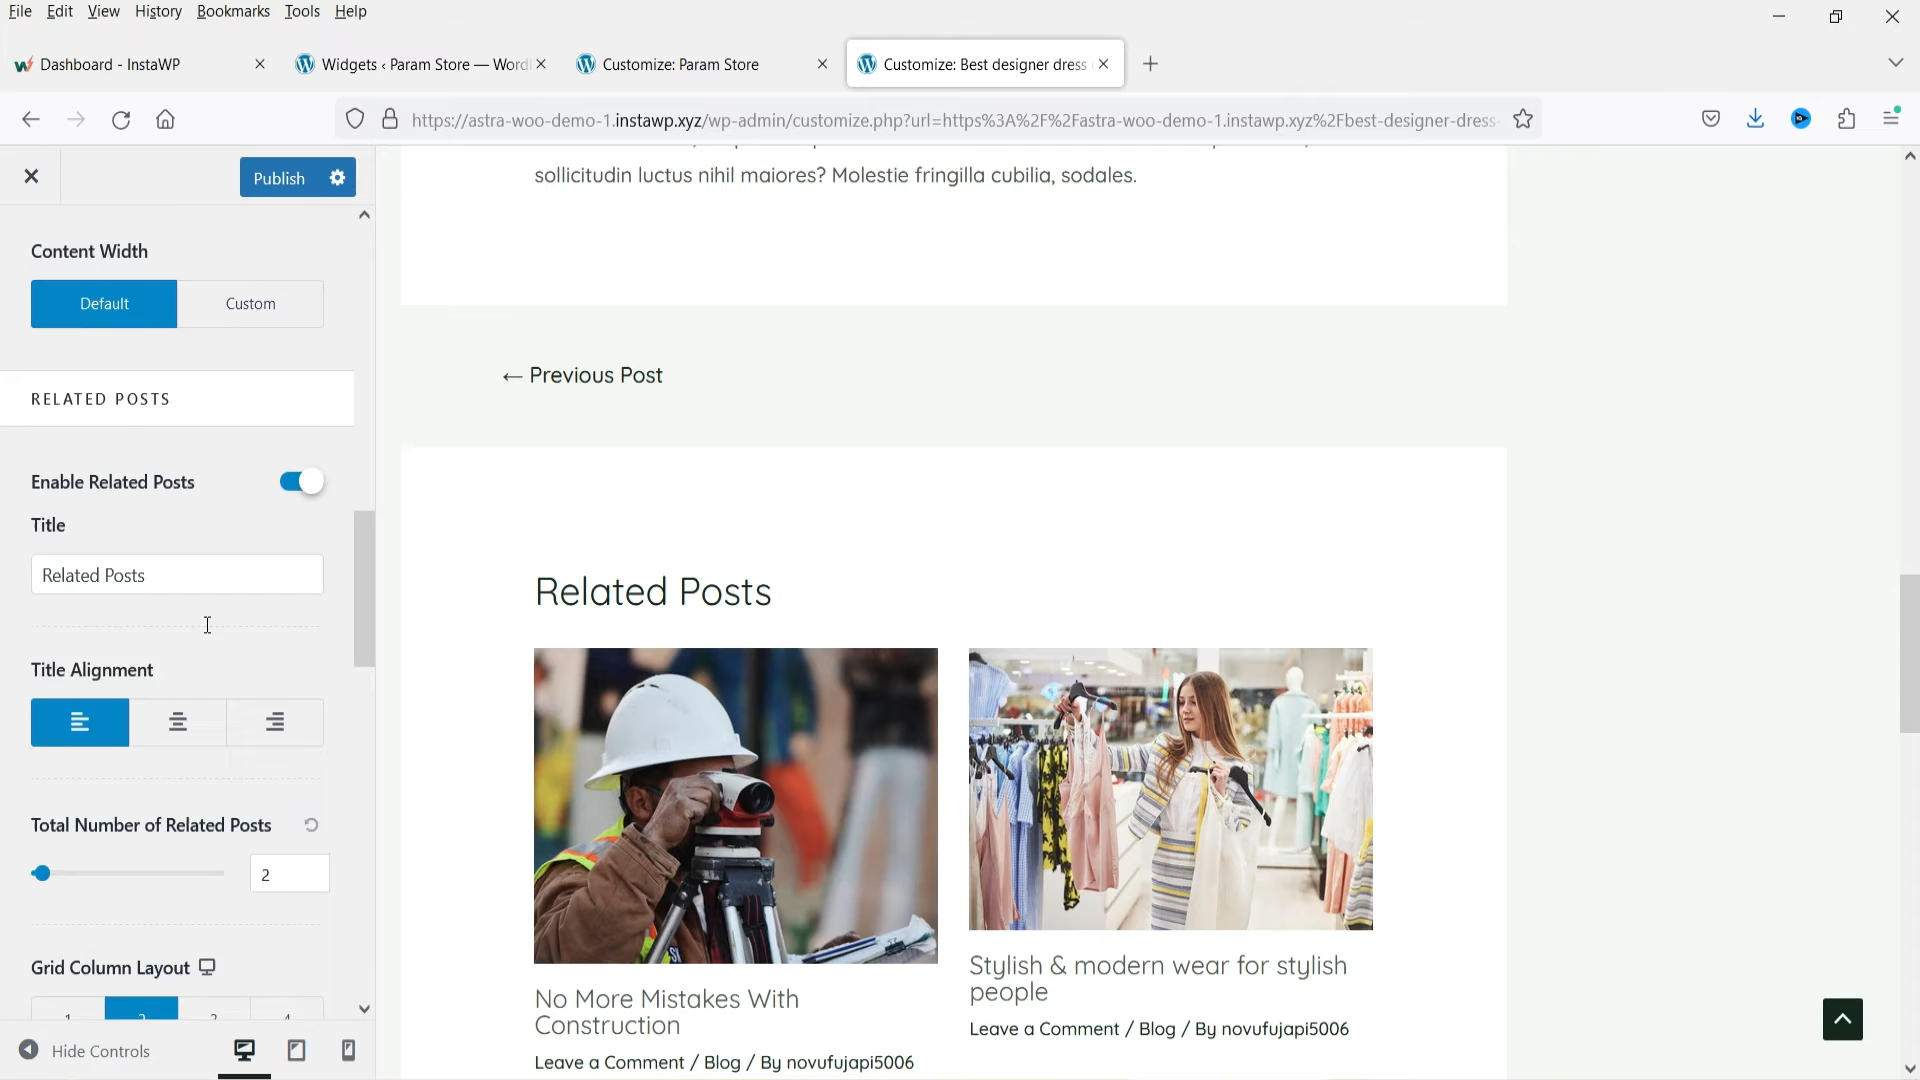 File Edit View History Bookmarks Tools Help
Dashboard - InstaWP
Widgets ‹ Param Store — Word
Customize: Param Store
Customize: Best designer dress
https://astra-woo-demo-1.instawp.xyz/wp-admin/customize.php?url=https%3A%2F%2Fastra-woo-demo-1.instawp.xyz%2Fbest-designer-dress-
Publish
Content Width
Default
Custom
RELATED POSTS
Enable Related Posts
Title
Related Posts
Title Alignment
Total Number of Related Posts
2
Grid Column Layout
1 2 3 4
Hide Controls
sollicitudin luctus nihil maiores? Molestie fringilla cubilia, sodales.
← Previous Post
Related Posts
No More Mistakes With
Construction
Leave a Comment / Blog / By novufujapi5006
Stylish & modern wear for stylish
people
Leave a Comment / Blog / By novufujapi5006